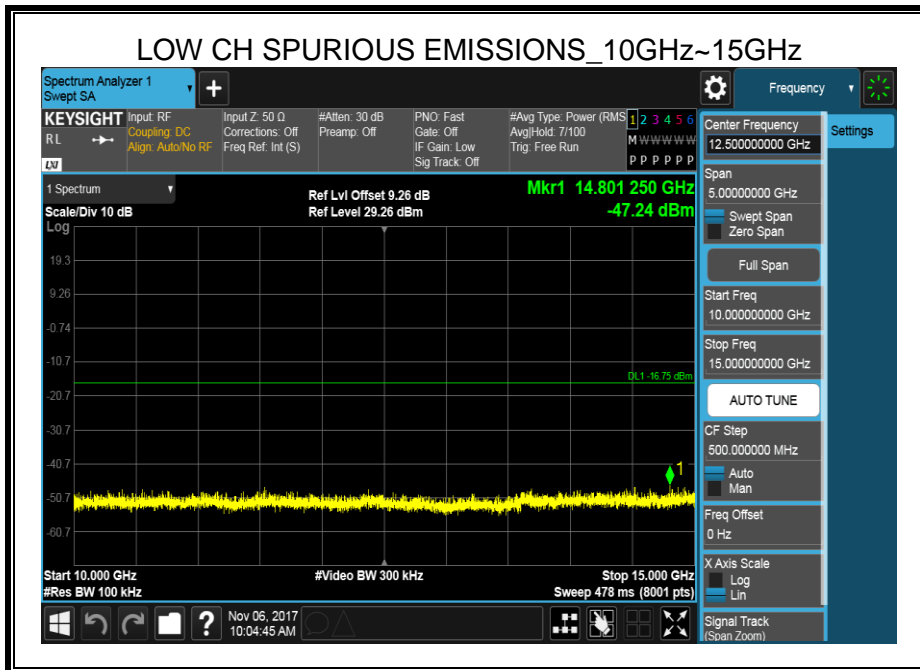 LOW CH SPURIOUS EMISSIONS_10GHz~15GHz
Spectrum Analyzer 1
Swept SA
+
Frequency
KEYSIGHT
RL
LXI
Input: RF
Coupling: DC
Align: Auto/No RF
Input Z: 50 Ω
Corrections: Off
Freq Ref: Int (S)
#Atten: 30 dB
Preamp: Off
PNO: Fast
Gate: Off
IF Gain: Low
Sig Track: Off
#Avg Type: Power (RMS
Avg|Hold: 7/100
Trig: Free Run
1 2 3 4 5 6
M W W W W W
P P P P P P
1 Spectrum
Scale/Div 10 dB
Log
Ref Lvl Offset 9.26 dB
Ref Level 29.26 dBm
Mkr1 14.801 250 GHz
-47.24 dBm
19.3
9.26
-0.74
-10.7
DL1 -16.75 dBm
-20.7
-30.7
-40.7
1
-50.7
-60.7
Start 10.000 GHz
#Res BW 100 kHz
#Video BW 300 kHz
Stop 15.000 GHz
Sweep 478 ms (8001 pts)
?
Nov 06, 2017
10:04:45 AM
Center Frequency
12.500000000 GHz
Settings
Span
5.00000000 GHz
Swept Span
Zero Span
Full Span
Start Freq
10.000000000 GHz
Stop Freq
15.000000000 GHz
AUTO TUNE
CF Step
500.000000 MHz
Auto
Man
Freq Offset
0 Hz
X Axis Scale
Log
Lin
Signal Track
(Span Zoom)